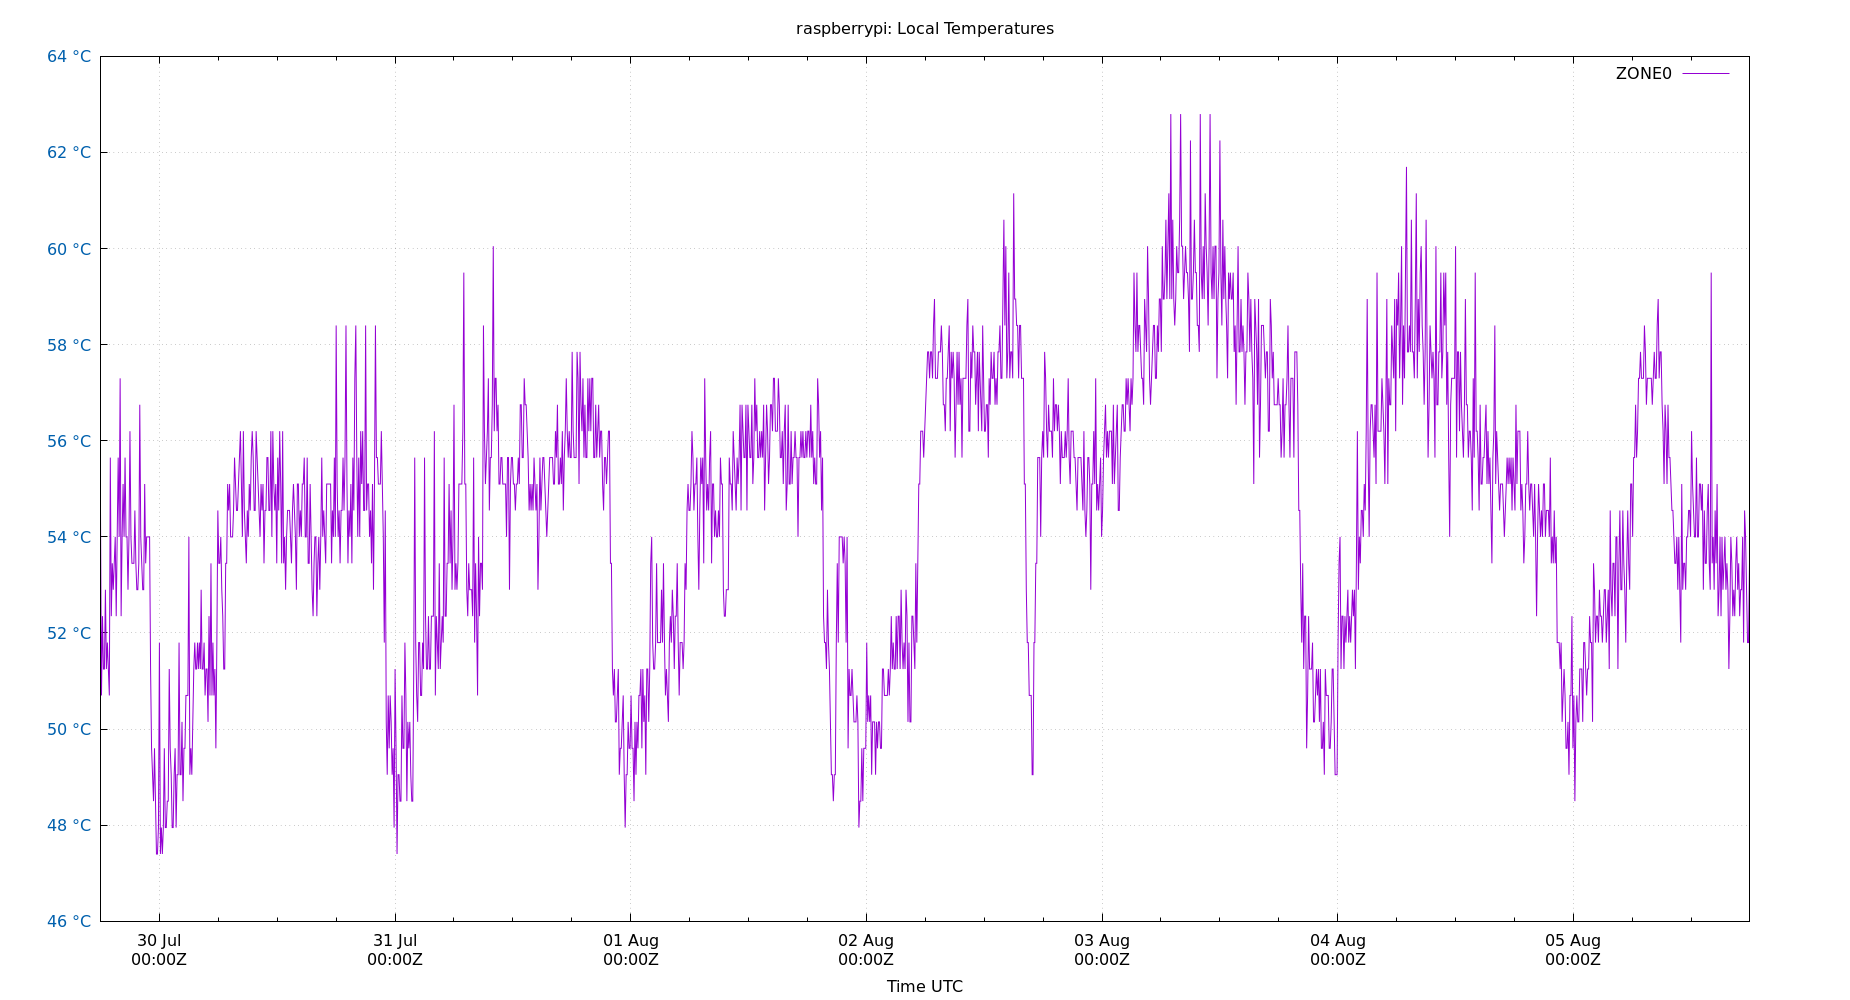 raspberrypi: Local Temperatures
64 °C
ZONE0
62 °C
60 °C
58 °C
56 °C
54 °C
52 °C
50 °C
48 °C
46 °C
30 Jul
00:00Z
31 Jul
00:00Z
01 Aug
00:00Z
02 Aug
00:00Z
03 Aug
00:00Z
04 Aug
00:00Z
05 Aug
00:00Z
Time UTC